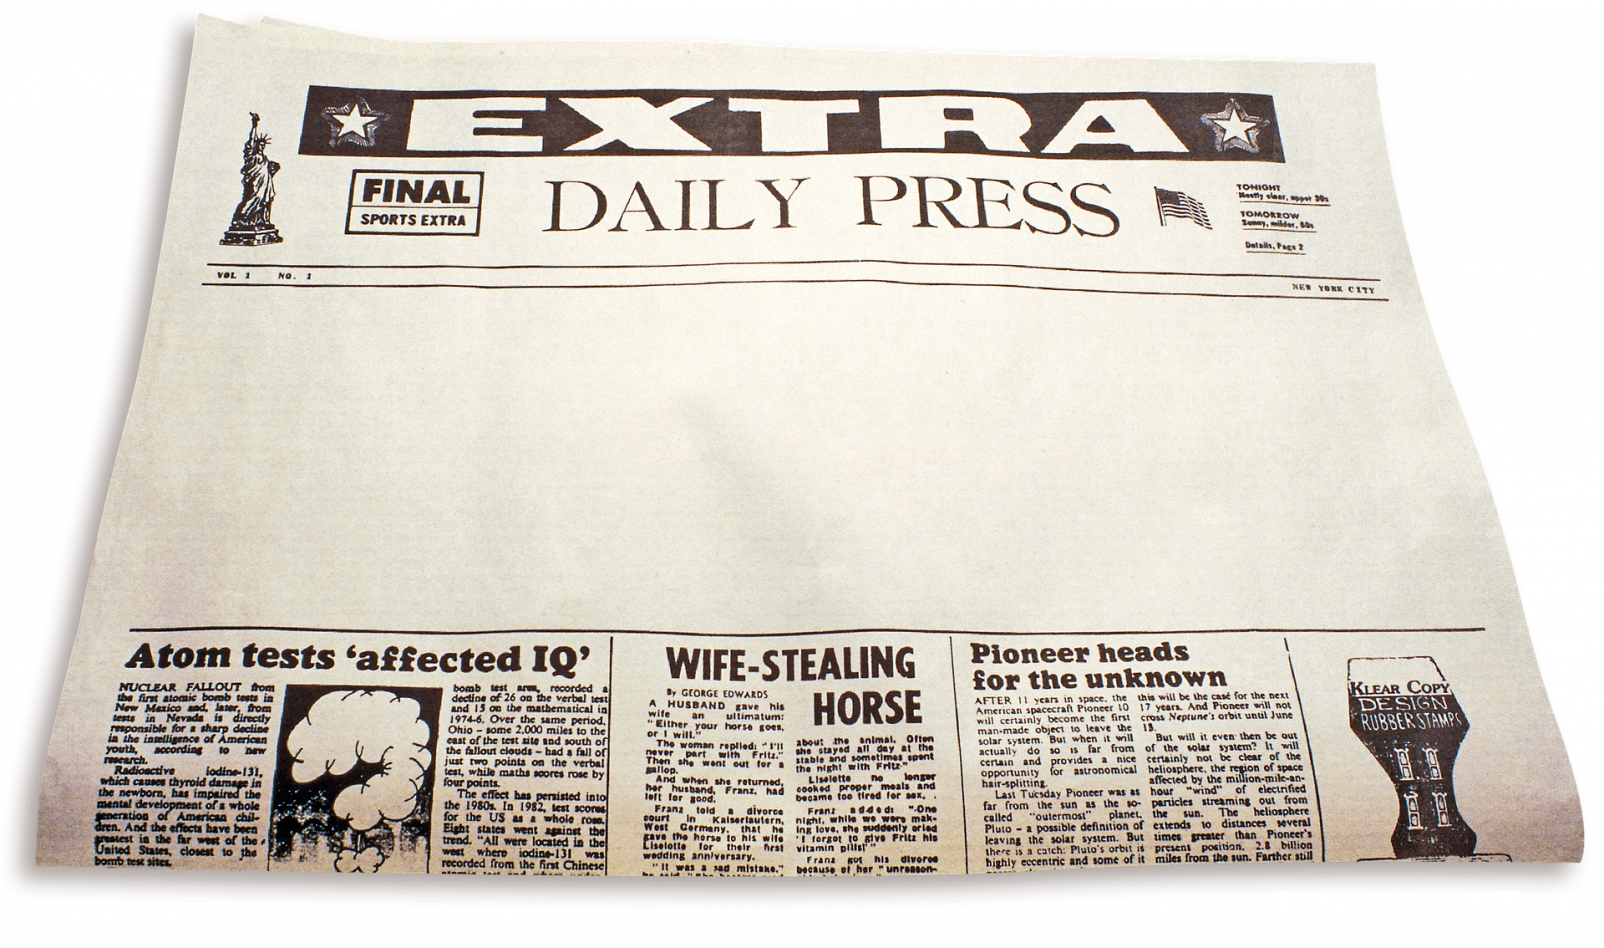 EXTRA
FINAL
SPORTS EXTRA
DAILY PRESS
TONIGHT
Mostly clear, upper 30s
TOMORROW
Sunny, milder, 60s
Details, Page 2
VOL 1 NO. 1
NEW YORK CITY
Atom tests ‘affected IQ’
NUCLEAR FALLOUT from
the first atomic bomb tests in
New Mexico and, later, from
tests in Nevada is directly
responsible for a sharp decline
in the intelligence of American
youth, according to new
research.
Radioactive iodine-131,
which causes thyroid damage in
the newborn, has impaired the
mental development of a whole
generation of American chil-
dren. And the effects have been
greatest in the far west of the
United States, closest to the
bomb test sites.
bomb test area, recorded a
decline of 26 on the verbal test
and 15 on the mathematical in
1974-6. Over the same period,
Ohio – some 2,000 miles to the
east of the test site and south of
the fallout clouds – had a fall of
just two points on the verbal
test, while maths scores rose by
four points.
The effect has persisted into
the 1980s. In 1982, test scores
for the US as a whole rose.
Eight states went against the
trend. "All were located in the
west where iodine-131 was
recorded from the first Chinese
WIFE-STEALING
HORSE
By GEORGE EDWARDS
A HUSBAND gave his
wife an ultimatum:
"Either your horse goes,
or I will."
The woman replied: "I'll
never part with Fritz."
Then she went out for a
gallop.
And when she returned,
her husband, Franz, had
left for good.
Franz told a divorce
court in Kaiserlautern,
West Germany, that he
gave the horse to his wife
Liselotte for their first
wedding anniversary.
"It was a sad mistake,"
about the animal. Often
she stayed all day at the
stable and sometimes spent
the night with Fritz."
Liselotte no longer
cooked proper meals and
became too tired for sex.
Franz added: "One
night, while we were mak-
ing love, she suddenly cried
'I forgot to give Fritz his
vitamin pills!'"
Franz got his divorce
because of her "unreason-
Pioneer heads
for the unknown
AFTER 11 years in space, the
American spacecraft Pioneer 10
will certainly become the first
man-made object to leave the
solar system. But when it will
actually do so is far from
certain and provides a nice
opportunity for astronomical
hair-splitting.
Last Tuesday Pioneer was as
far from the sun as the so-
called "outermost" planet,
Pluto – a possible definition of
leaving the solar system. But
there is a catch: Pluto's orbit is
highly eccentric and some of it
this will be the case for the next
17 years. And Pioneer will not
cross Neptune's orbit until June
13.
But will it even then be out
of the solar system? It will
certainly not be clear of the
heliosphere, the region of space
affected by the million-mile-an-
hour "wind" of electrified
particles streaming out from
the sun. The heliosphere
extends to distances several
times greater than Pioneer's
present position, 2.8 billion
miles from the sun. Farther still
KLEAR COPY
DESIGN
RUBBER STAMPS